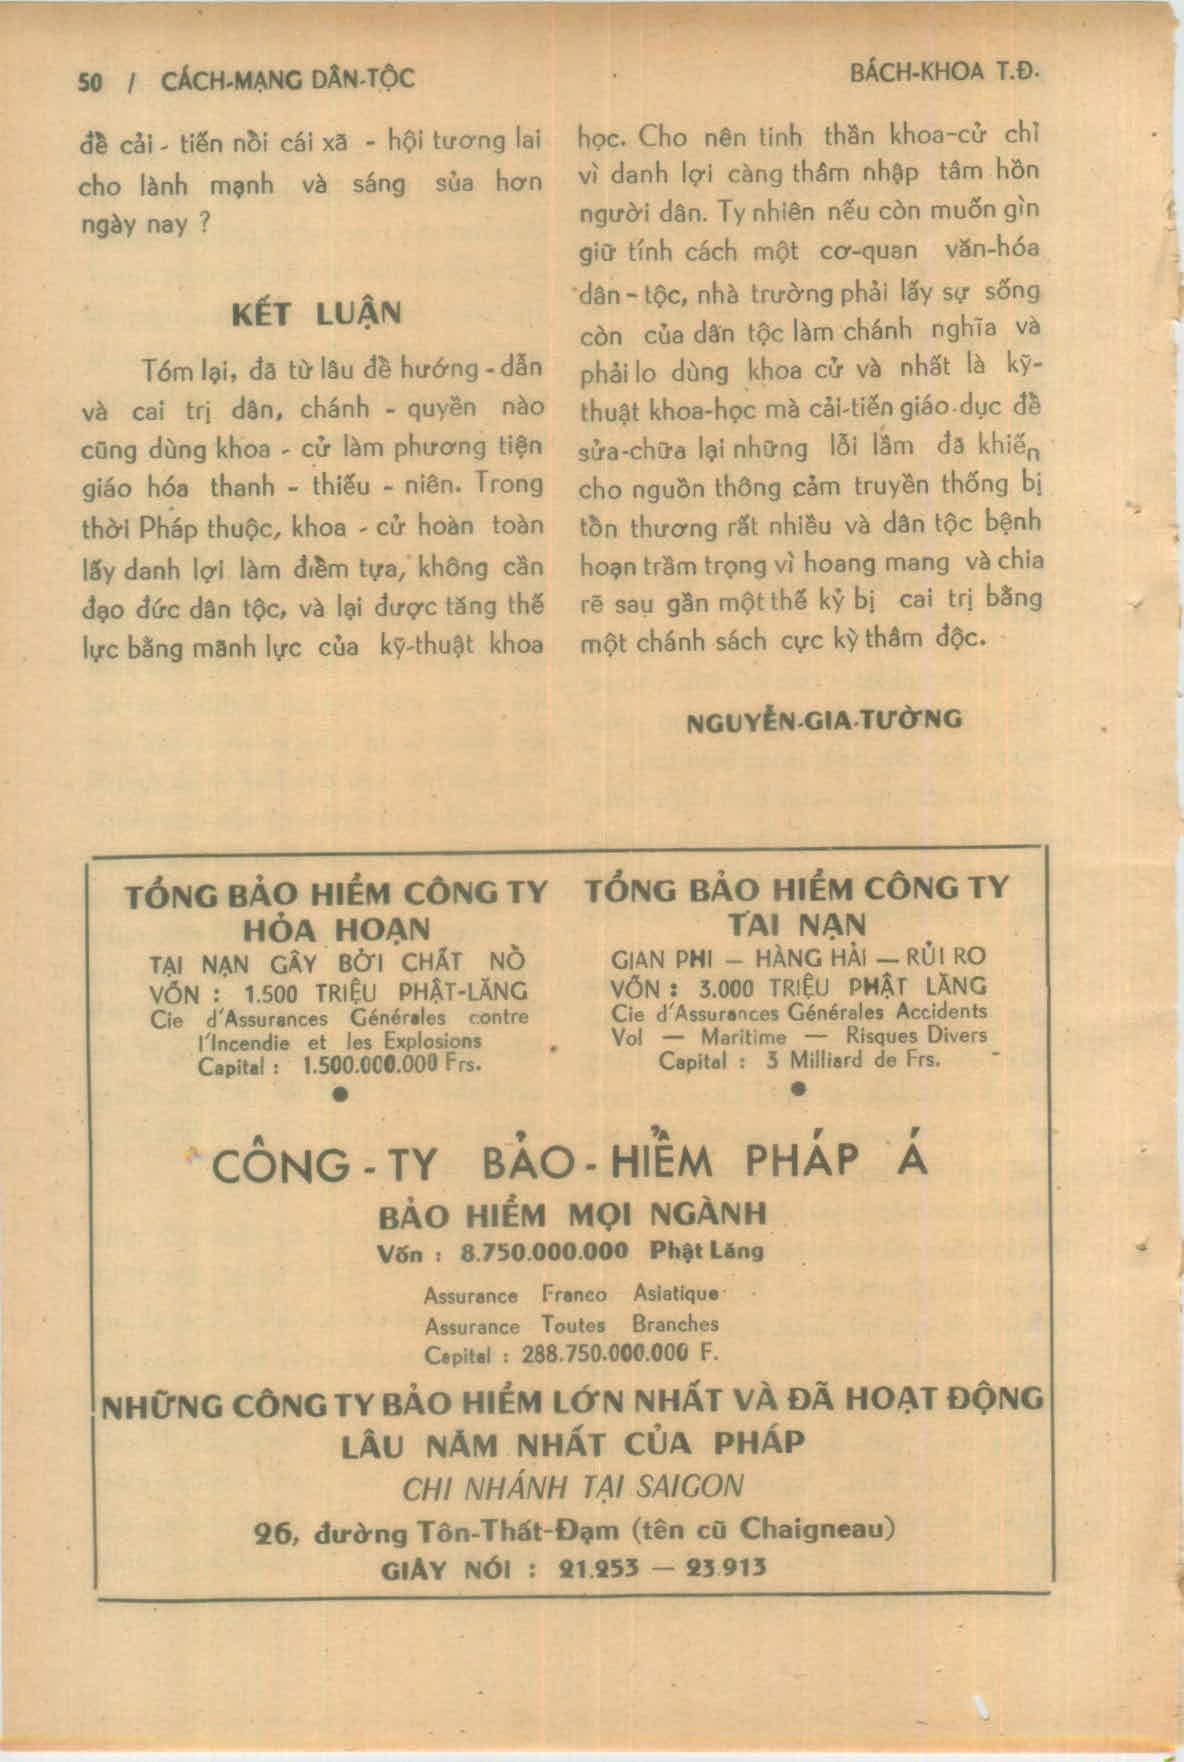 50 / CÁCH-MẠNG DÂN-TỘC
BÁCH-KHOA T.Đ.
để cải - tiến nồi cái xã - hội tương lai
cho lành mạnh và sáng sủa hơn
ngày nay ?
KẾT LUẬN
Tóm lại, đã từ lâu để hướng - dẫn
và cai trị dân, chánh - quyền nào
cũng dùng khoa - cử làm phương tiện
giáo hóa thanh - thiếu - niên. Trong
thời Pháp thuộc, khoa - cử hoàn toàn
lấy danh lợi làm điểm tựa, không cần
đạo đức dân tộc, và lại được tăng thế
lực bằng mãnh lực của kỹ-thuật khoa
học. Cho nên tinh thần khoa-cử chỉ
vì danh lợi càng thâm nhập tâm hồn
người dân. Ty nhiên nếu còn muốn gìn
giữ tính cách một cơ-quan văn-hóa
dân - tộc, nhà trường phải lấy sự sống
còn của dân tộc làm chánh nghĩa và
phải lo dùng khoa cử và nhất là kỹ-
thuật khoa-học mà cải-tiến giáo-dục để
sửa-chữa lại những lỗi lầm đã khiến
cho nguồn thông cảm truyền thống bị
tổn thương rất nhiều và dân tộc bệnh
hoạn trầm trọng vì hoang mang và chia
rẽ sau gần một thế kỷ bị cai trị bằng
một chánh sách cực kỳ thâm độc.
NGUYỄN-GIA-TƯỜNG
TỔNG BẢO HIỂM CÔNG TY
HỎA HOẠN
TẠI NẠN GÂY BỞI CHẤT NỔ
VỐN : 1.500 TRIỆU PHẬT-LĂNG
Cie d'Assurances Générales contre
l'Incendie et les Explosions
Capital : 1.500.000.000 Frs.
TỔNG BẢO HIỂM CÔNG TY
TAI NẠN
GIAN PHI — HÀNG HẢI — RỦI RO
VỐN : 3.000 TRIỆU PHẬT LĂNG
Cie d'Assurances Générales Accidents
Vol — Maritime — Risques Divers
Capital : 3 Milliard de Frs.
CÔNG - TY BẢO - HIỂM PHÁP Á
BẢO HIỂM MỌI NGÀNH
Vốn : 8.750.000.000 Phật Lăng
Assurance Franco Asiatique
Assurance Toutes Branches
Capital : 288.750.000.000 F.
NHỮNG CÔNG TY BẢO HIỂM LỚN NHẤT VÀ ĐÃ HOẠT ĐỘNG
LÂU NĂM NHẤT CỦA PHÁP
CHI NHÁNH TẠI SAIGON
26, đường Tôn-Thất-Đạm (tên cũ Chaigneau)
GIÂY NÓI : 21.253 — 23.913